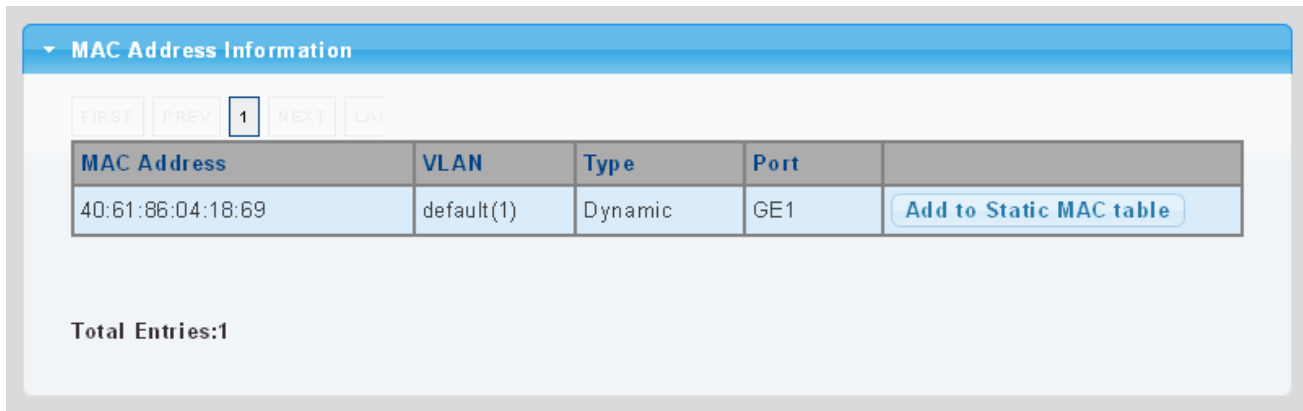 MAC Address Information
FIRST PREV 1 NEXT
MAC Address VLAN Type Port
40:61:86:04:18:69 default(1) Dynamic GE1 Add to Static MAC table
Total Entries:1